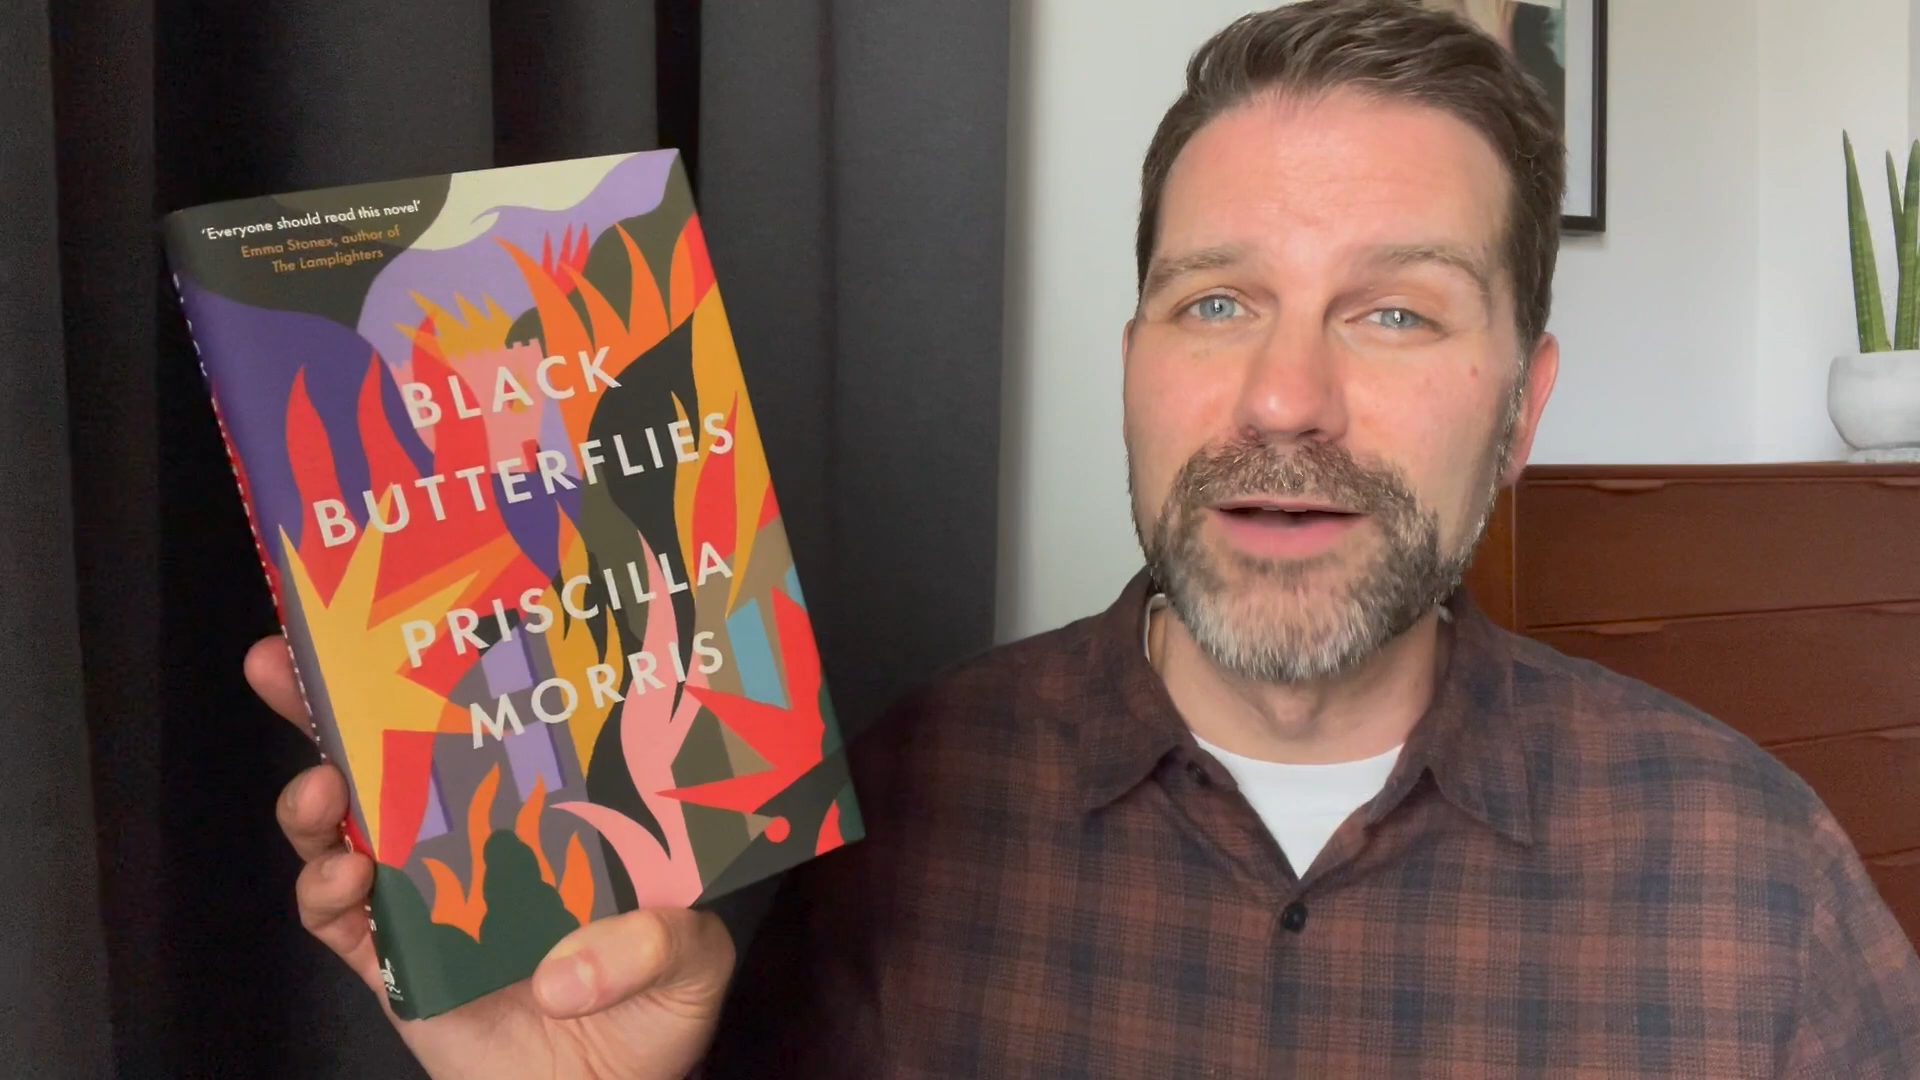 ‘Everyone should read this novel’
Emma Stonex, author of
The Lamplighters
BLACK
BUTTERFLIES
PRISCILLA
MORRIS